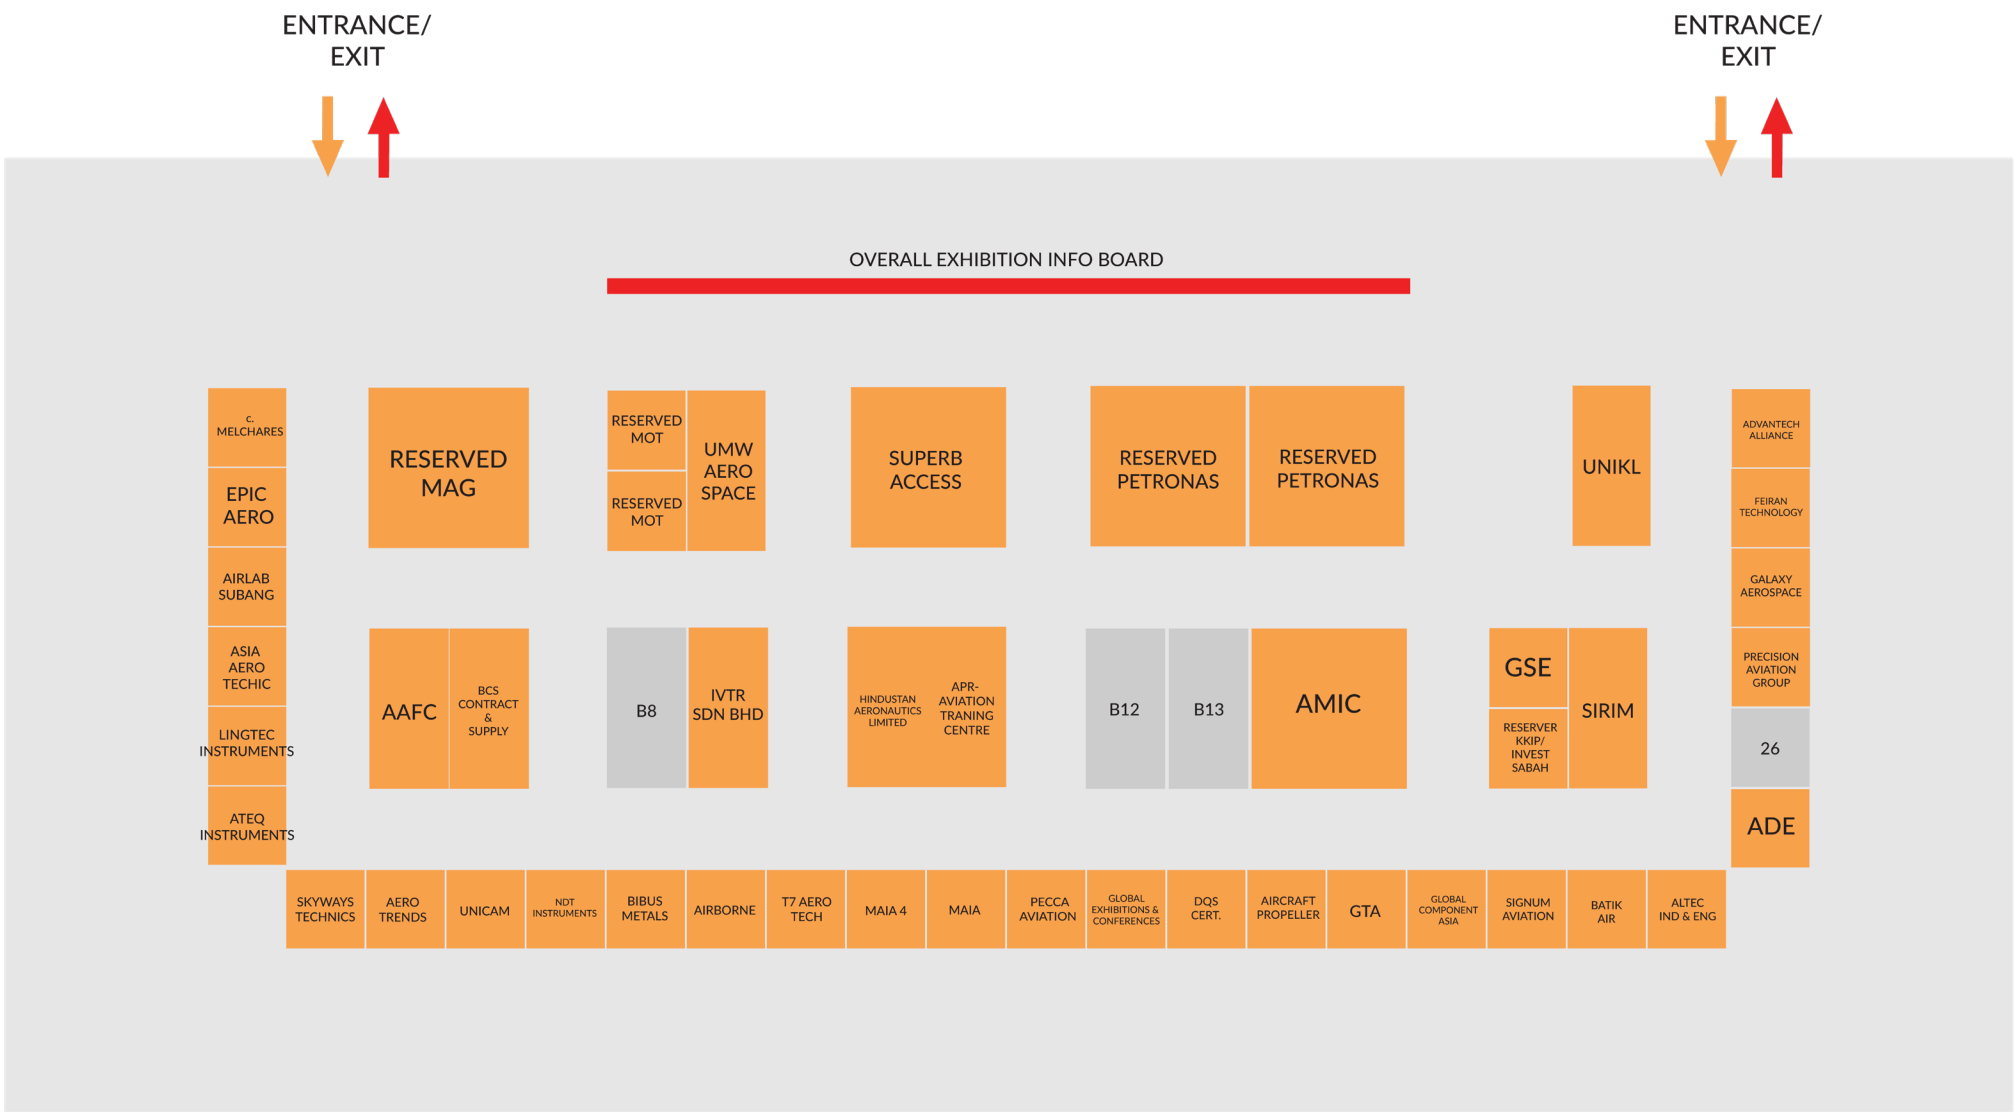 ENTRANCE/
EXIT
ENTRANCE/
EXIT
OVERALL EXHIBITION INFO BOARD
c.
MELCHARES
EPIC
AERO
AIRLAB
SUBANG
ASIA
AERO
TECHIC
LINGTEC
INSTRUMENTS
ATEQ
INSTRUMENTS
RESERVED
MAG
RESERVED
MOT
RESERVED
MOT
UMW
AERO
SPACE
SUPERB
ACCESS
RESERVED
PETRONAS
RESERVED
PETRONAS
UNIKL
ADVANTECH
ALLIANCE
FEIRAN
TECHNOLOGY
GALAXY
AEROSPACE
PRECISION
AVIATION
GROUP
26
ADE
AAFC
BCS
CONTRACT
&
SUPPLY
B8
IVTR
SDN BHD
HINDUSTAN
AERONAUTICS
LIMITED
APR-
AVIATION
TRANING
CENTRE
B12
B13
AMIC
GSE
RESERVER
KKIP/
INVEST
SABAH
SIRIM
SKYWAYS
TECHNICS
AERO
TRENDS
UNICAM
NDT
INSTRUMENTS
BIBUS
METALS
AIRBORNE
T7 AERO
TECH
MAIA 4
MAIA
PECCA
AVIATION
GLOBAL
EXHIBITIONS &
CONFERENCES
DQS
CERT.
AIRCRAFT
PROPELLER
GTA
GLOBAL
COMPONENT
ASIA
SIGNUM
AVIATION
BATIK
AIR
ALTEC
IND & ENG